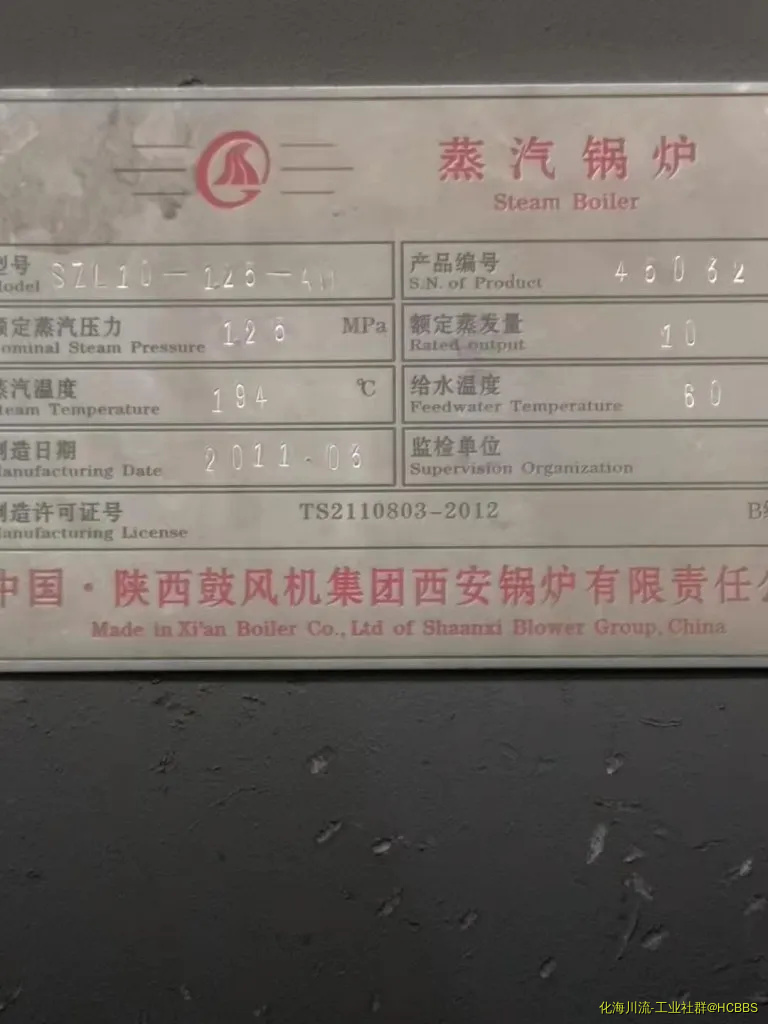 蒸汽锅炉
Steam Boiler
型号 SZL10-1.25-AII 产品编号 45032
Model S.N. of Product
额定蒸汽压力 1.25 MPa 额定蒸发量 10
Nominal Steam Pressure Rated output
蒸汽温度 194 ℃ 给水温度 60
Steam Temperature Feedwater Temperature
制造日期 2011.03 监检单位
Manufacturing Date Supervision Organization
制造许可证号 TS2110803-2012 B级
Manufacturing License
中国·陕西鼓风机集团西安锅炉有限责任公
Made in Xi'an Boiler Co., Ltd of Shaanxi Blower Group, China
化海川流-工业社群@HCBBS